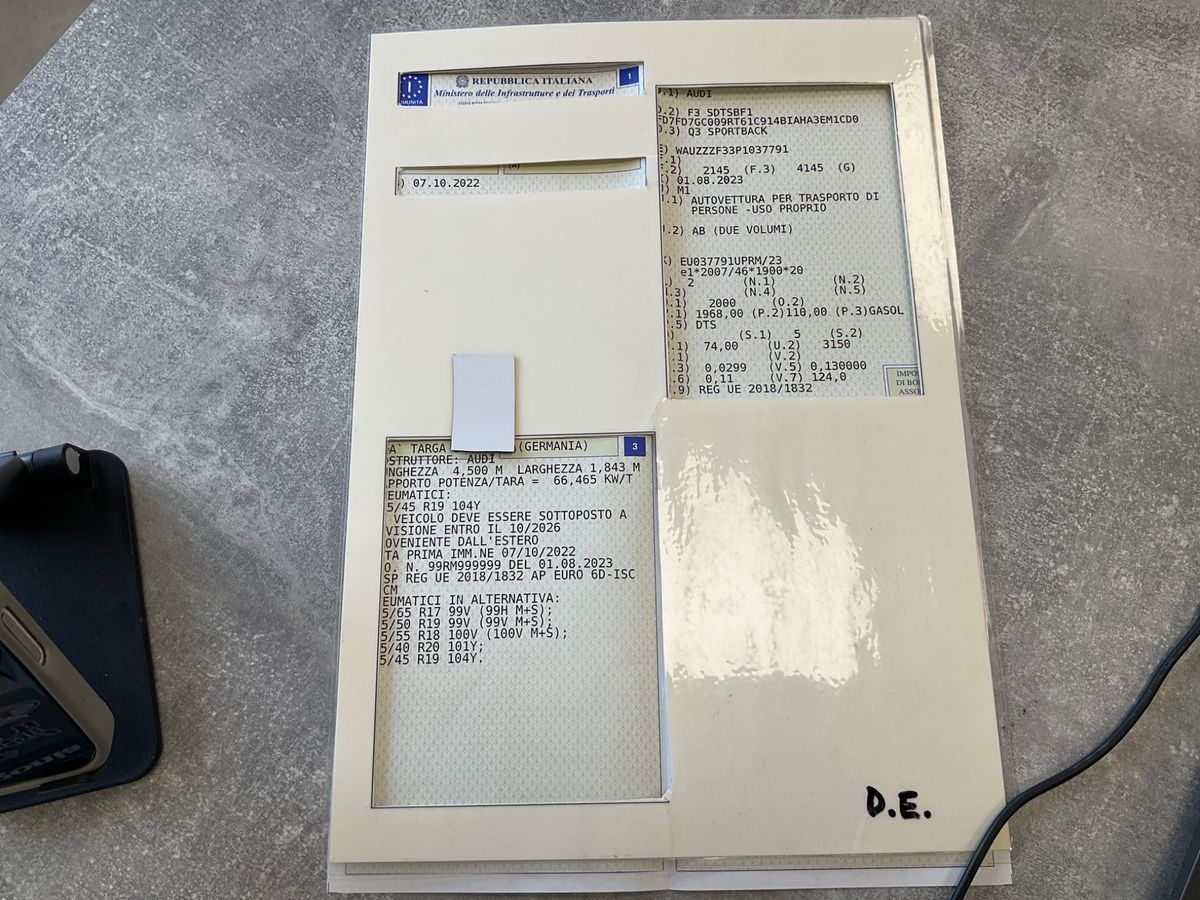 REPUBBLICA ITALIANA
1
Ministero delle Infrastrutture e dei Trasporti
I
) 07.10.2022
.1) AUDI
.2) F3 SDTSBF1
FD7FD7GC009RT61C914BIAHA3EM1CD0
.3) Q3 SPORTBACK
) WAUZZZF33P1037791
.1)
.2) 2145 (F.3) 4145 (G)
) 01.08.2023
) M1
.1) AUTOVETTURA PER TRASPORTO DI
PERSONE -USO PROPRIO
.2) AB (DUE VOLUMI)
) EU037791UPRM/23
e1*2007/46*1900*20
) 2 (N.1) (N.2)
.3) (N.4) (N.5)
.1) 2000 (O.2)
.1) 1968,00 (P.2)110,00 (P.3)GASOL
.5) DTS
) (S.1) 5 (S.2)
.1) 74,00 (U.2) 3150
.1) (V.2)
.3) 0,0299 (V.5) 0,130000
.6) 0,11 (V.7) 124,0
.9) REG UE 2018/1832
IMPO
DI BO
ASSO
A` TARGA (GERMANIA)
3
STRUTTORE: AUDI
NGHEZZA 4,500 M LARGHEZZA 1,843 M
PPORTO POTENZA/TARA = 66,465 KW/T
EUMATICI:
5/45 R19 104Y
VEICOLO DEVE ESSERE SOTTOPOSTO A
VISIONE ENTRO IL 10/2026
OVENIENTE DALL'ESTERO
TA PRIMA IMM.NE 07/10/2022
O. N. 99RM999999 DEL 01.08.2023
SP REG UE 2018/1832 AP EURO 6D-ISC
CM
EUMATICI IN ALTERNATIVA:
5/65 R17 99V (99H M+S);
5/50 R19 99V (99V M+S);
5/55 R18 100V (100V M+S);
5/40 R20 101Y;
5/45 R19 104Y.
D.E.